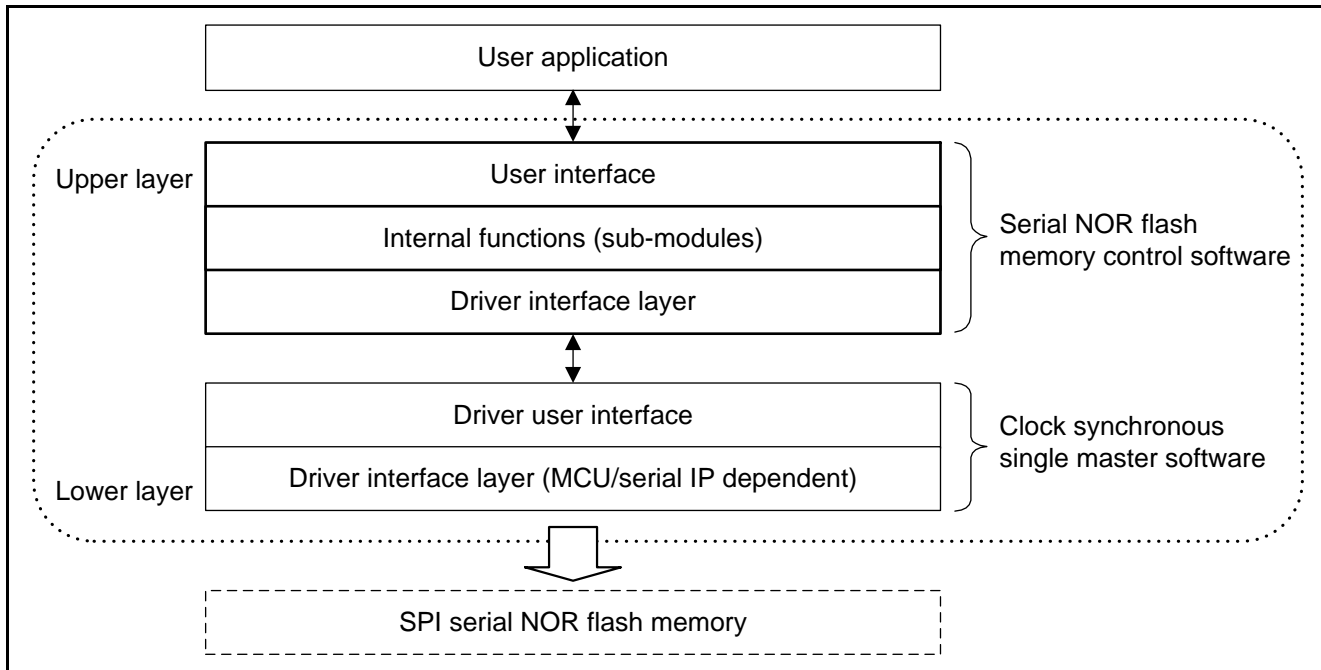 User application
Upper layer
User interface
Internal functions (sub-modules)
Driver interface layer
Serial NOR flash
memory control software
Driver user interface
Driver interface layer (MCU/serial IP dependent)
Lower layer
Clock synchronous
single master software
SPI serial NOR flash memory